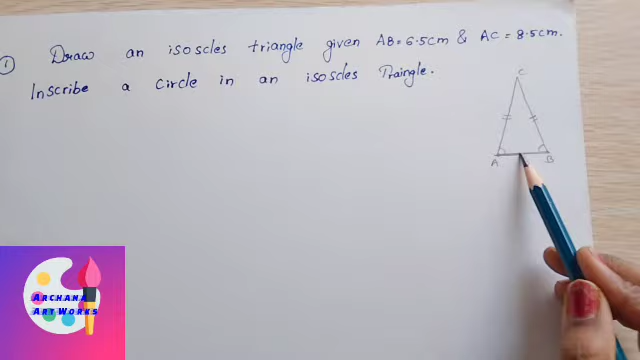 1 Draw an isoscles triangle given AB = 6.5cm & AC = 8.5cm.
Inscribe a circle in an isoscles Traingle.
C
A B
ARCHANA
ART WORKS